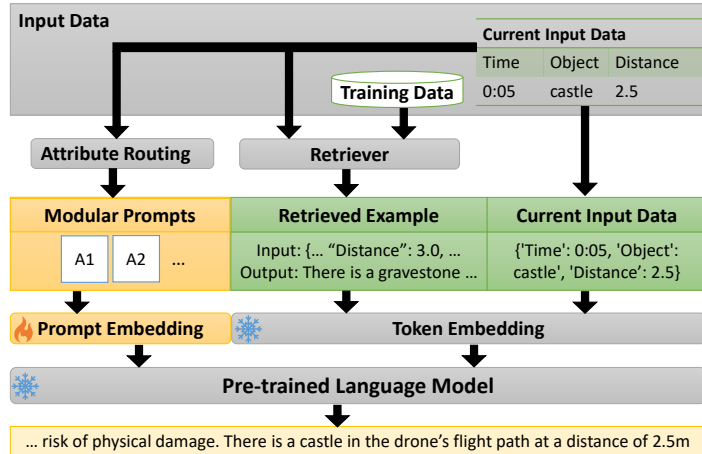 Input Data
Current Input Data
Time Object Distance
0:05 castle 2.5
Training Data
Attribute Routing
Retriever
Modular Prompts
A1 A2 ...
Retrieved Example
Input: {… “Distance”: 3.0, …
Output: There is a gravestone …
Current Input Data
{'Time': 0:05, 'Object':
castle', 'Distance’: 2.5}
Prompt Embedding
Token Embedding
Pre-trained Language Model
… risk of physical damage. There is a castle in the drone’s flight path at a distance of 2.5m